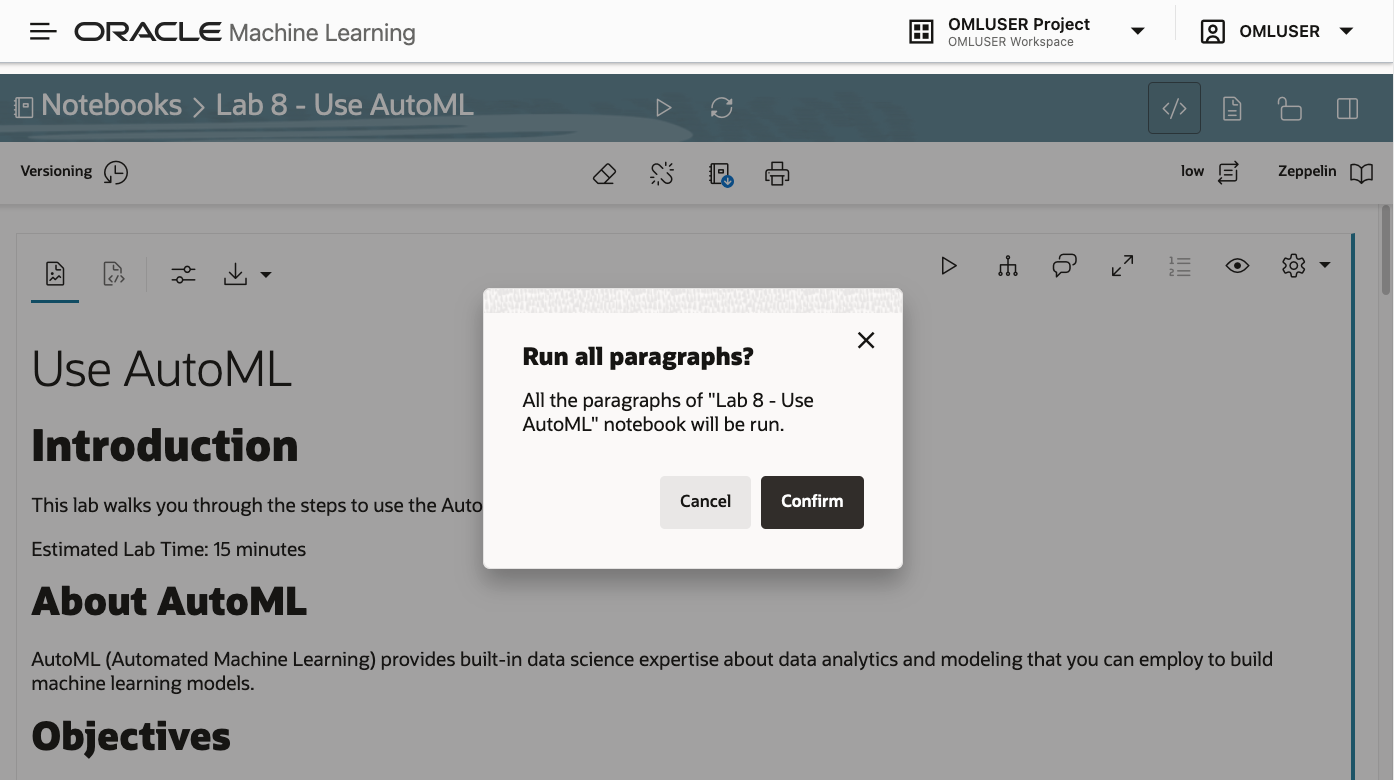 ORACLE Machine Learning
OMLUSER Project
OMLUSER Workspace
OMLUSER
Notebooks > Lab 8 - Use AutoML
Versioning
low
Zeppelin
Use AutoML
Introduction
This lab walks you through the steps to use the Auto
Estimated Lab Time: 15 minutes
About AutoML
AutoML (Automated Machine Learning) provides built-in data science expertise about data analytics and modeling that you can employ to build
machine learning models.
Objectives
Run all paragraphs?
All the paragraphs of "Lab 8 - Use
AutoML" notebook will be run.
Cancel
Confirm